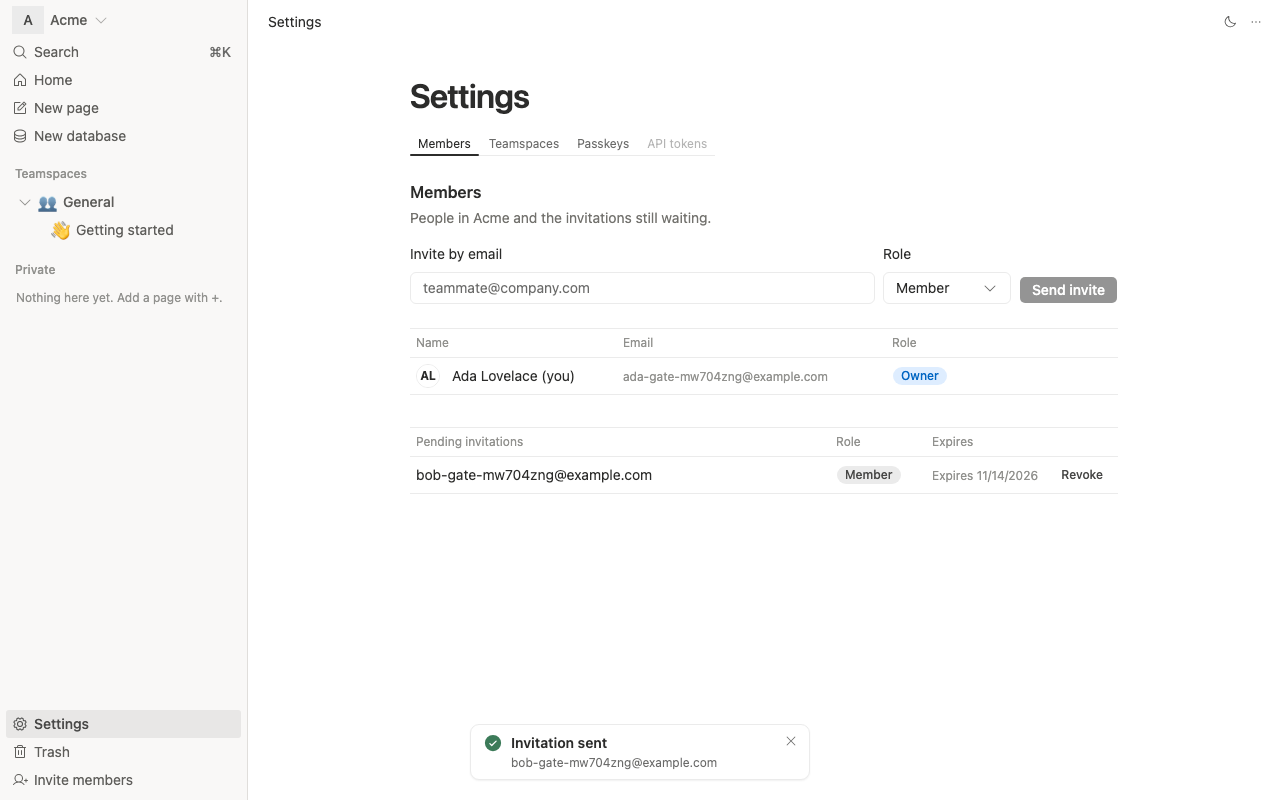 A Acme
Search ⌘K
Home
New page
New database
Teamspaces
General
Getting started
Private
Nothing here yet. Add a page with +.
Settings
Trash
Invite members
Settings
Settings
Members Teamspaces Passkeys API tokens
Members
People in Acme and the invitations still waiting.
Invite by email Role
teammate@company.com Member Send invite
Name Email Role
AL Ada Lovelace (you) ada-gate-mw704zng@example.com Owner
Pending invitations Role Expires
bob-gate-mw704zng@example.com Member Expires 11/14/2026 Revoke
Invitation sent
bob-gate-mw704zng@example.com